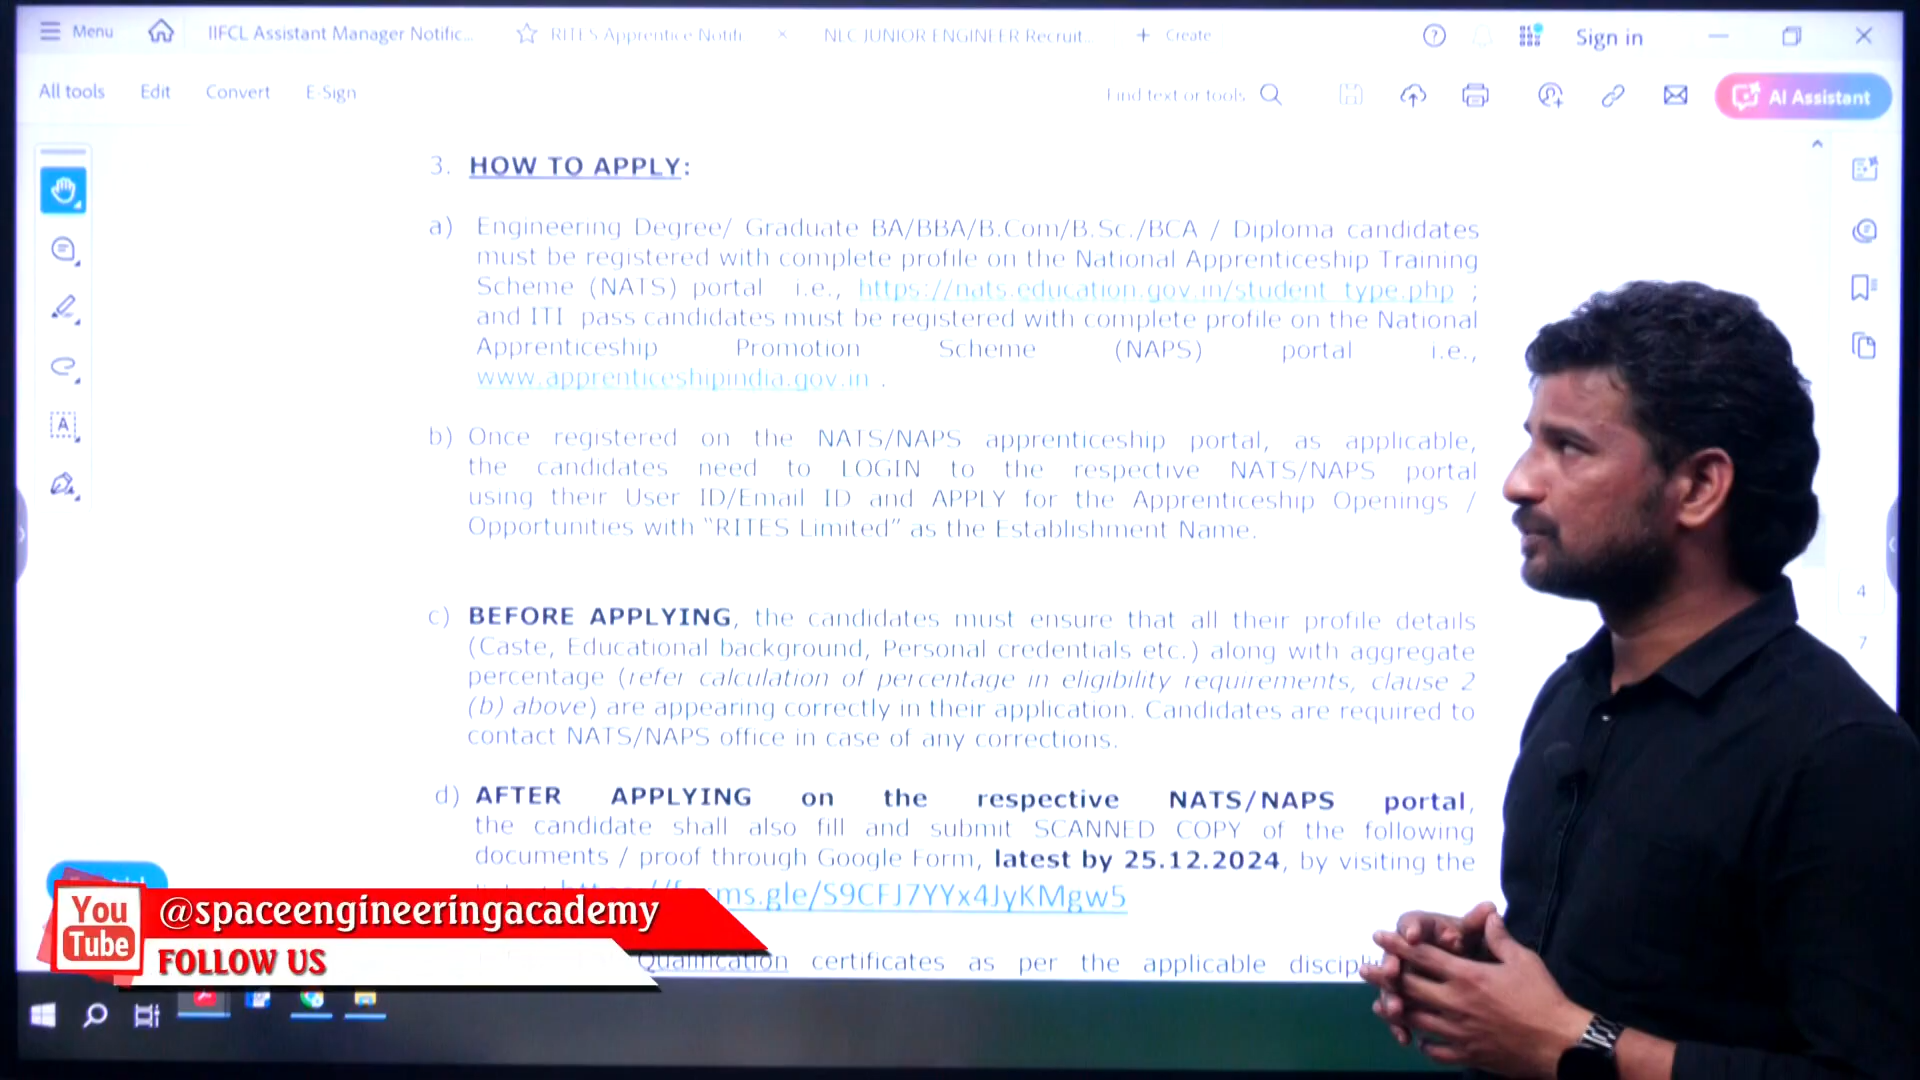 Menu
IIFCL Assistant Manager Notific...
RITES Apprentice Notifi
NLC JUNIOR ENGINEER Recruit...
+ Create
Sign in
All tools
Edit
Convert
E-Sign
Find text or tools
AI Assistant
3. HOW TO APPLY:
a) Engineering Degree/ Graduate BA/BBA/B.Com/B.Sc./BCA / Diploma candidates
must be registered with complete profile on the National Apprenticeship Training
Scheme (NATS) portal i.e., https://nats.education.gov.in/student_type.php ;
and ITI pass candidates must be registered with complete profile on the National
Apprenticeship Promotion Scheme (NAPS) portal i.e.,
www.apprenticeshipindia.gov.in .
b) Once registered on the NATS/NAPS apprenticeship portal, as applicable,
the candidates need to LOGIN to the respective NATS/NAPS portal
using their User ID/Email ID and APPLY for the Apprenticeship Openings /
Opportunities with "RITES Limited" as the Establishment Name.
4
c) BEFORE APPLYING, the candidates must ensure that all their profile details
7
(Caste, Educational background, Personal credentials etc.) along with aggregate
percentage (refer calculation of percentage in eligibility requirements, clause 2
(b) above) are appearing correctly in their application. Candidates are required to
contact NATS/NAPS office in case of any corrections.
d) AFTER APPLYING on the respective NATS/NAPS portal,
the candidate shall also fill and submit SCANNED COPY of the following
documents / proof through Google Form, latest by 25.12.2024, by visiting the
ms.gle/S9CFJ7YYx4JyKMgw5
Qualification certificates as per the applicable
You
Tube
@spaceengineeringacademy
FOLLOW US